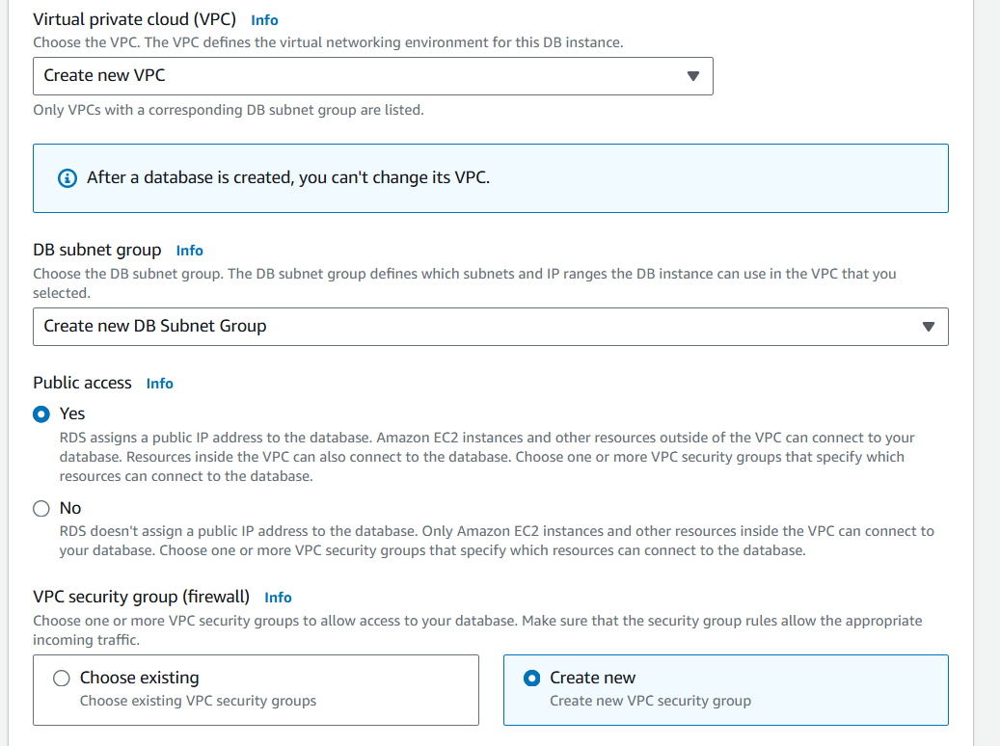 Virtual private cloud (VPC) Info
Choose the VPC. The VPC defines the virtual networking environment for this DB instance.
Create new VPC
Only VPCs with a corresponding DB subnet group are listed.
After a database is created, you can't change its VPC.
DB subnet group Info
Choose the DB subnet group. The DB subnet group defines which subnets and IP ranges the DB instance can use in the VPC that you
selected.
Create new DB Subnet Group
Public access Info
Yes
RDS assigns a public IP address to the database. Amazon EC2 instances and other resources outside of the VPC can connect to your
database. Resources inside the VPC can also connect to the database. Choose one or more VPC security groups that specify which
resources can connect to the database.
No
RDS doesn't assign a public IP address to the database. Only Amazon EC2 instances and other resources inside the VPC can connect to
your database. Choose one or more VPC security groups that specify which resources can connect to the database.
VPC security group (firewall) Info
Choose one or more VPC security groups to allow access to your database. Make sure that the security group rules allow the appropriate
incoming traffic.
Choose existing
Choose existing VPC security groups
Create new
Create new VPC security group